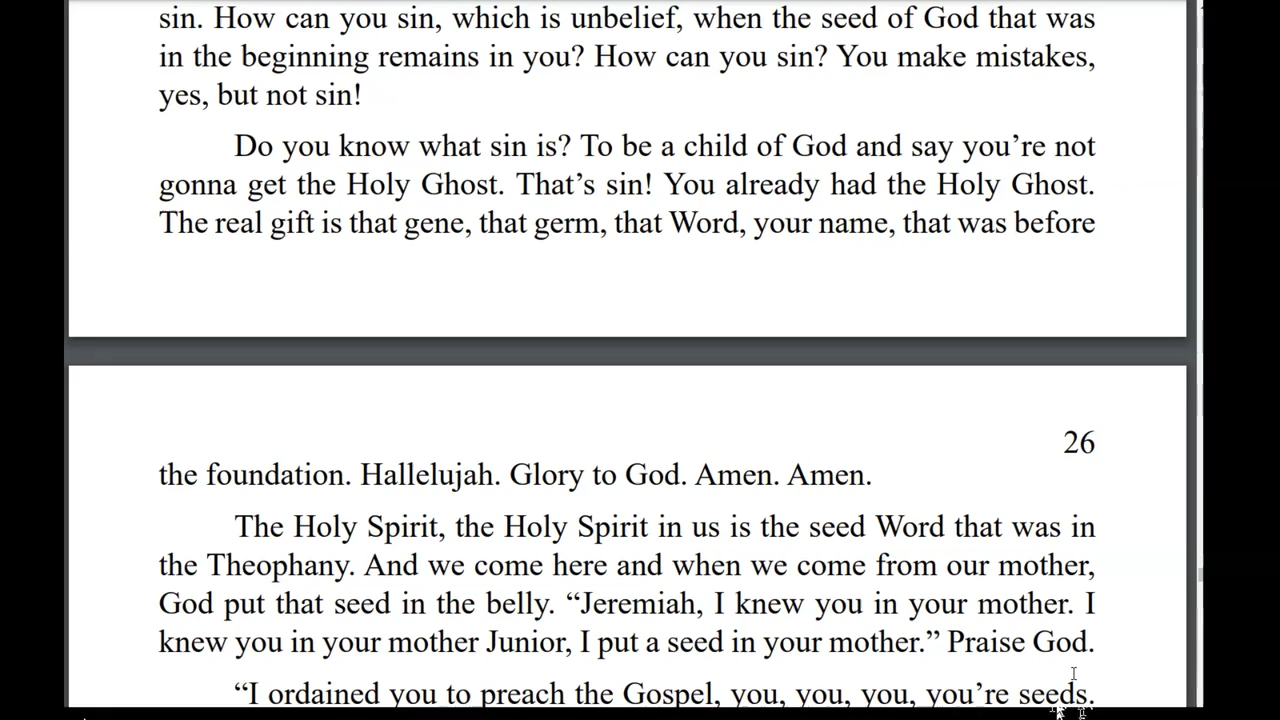 sin. How can you sin, which is unbelief, when the seed of God that was
in the beginning remains in you? How can you sin? You make mistakes,
yes, but not sin!
Do you know what sin is? To be a child of God and say you’re not
gonna get the Holy Ghost. That’s sin! You already had the Holy Ghost.
The real gift is that gene, that germ, that Word, your name, that was before
26
the foundation. Hallelujah. Glory to God. Amen. Amen.
The Holy Spirit, the Holy Spirit in us is the seed Word that was in
the Theophany. And we come here and when we come from our mother,
God put that seed in the belly. “Jeremiah, I knew you in your mother. I
knew you in your mother Junior, I put a seed in your mother.” Praise God.
“I ordained you to preach the Gospel, you, you, you, you’re seeds.